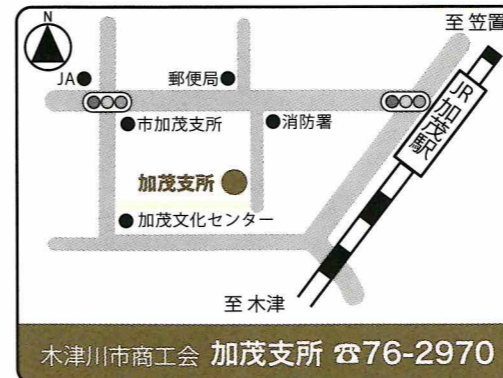 N
至 笠置
JA
郵便局
JR加茂駅
市加茂支所
消防署
加茂支所
加茂文化センター
至 木津
木津川市商工会 加茂支所 ☎76-2970